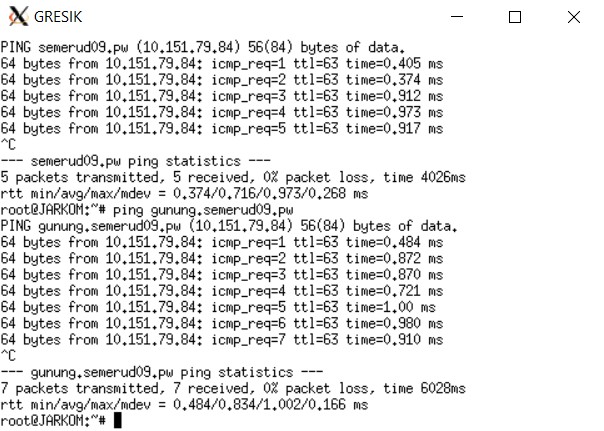 GRESIK
PING semerud09.pw (10.151.79.84) 56(84) bytes of data.
64 bytes from 10.151.79.84: icmp_req=1 ttl=63 time=0.405 ms
64 bytes from 10.151.79.84: icmp_req=2 ttl=63 time=0.374 ms
64 bytes from 10.151.79.84: icmp_req=3 ttl=63 time=0.912 ms
64 bytes from 10.151.79.84: icmp_req=4 ttl=63 time=0.973 ms
64 bytes from 10.151.79.84: icmp_req=5 ttl=63 time=0.917 ms
^C
--- semerud09.pw ping statistics ---
5 packets transmitted, 5 received, 0% packet loss, time 4026ms
rtt min/avg/max/mdev = 0.374/0.716/0.973/0.268 ms
root@JARKOM:~# ping gunung.semerud09.pw
PING gunung.semerud09.pw (10.151.79.84) 56(84) bytes of data.
64 bytes from 10.151.79.84: icmp_req=1 ttl=63 time=0.484 ms
64 bytes from 10.151.79.84: icmp_req=2 ttl=63 time=0.872 ms
64 bytes from 10.151.79.84: icmp_req=3 ttl=63 time=0.870 ms
64 bytes from 10.151.79.84: icmp_req=4 ttl=63 time=0.721 ms
64 bytes from 10.151.79.84: icmp_req=5 ttl=63 time=1.00 ms
64 bytes from 10.151.79.84: icmp_req=6 ttl=63 time=0.980 ms
64 bytes from 10.151.79.84: icmp_req=7 ttl=63 time=0.910 ms
^C
--- gunung.semerud09.pw ping statistics ---
7 packets transmitted, 7 received, 0% packet loss, time 6028ms
rtt min/avg/max/mdev = 0.484/0.834/1.002/0.166 ms
root@JARKOM:~#